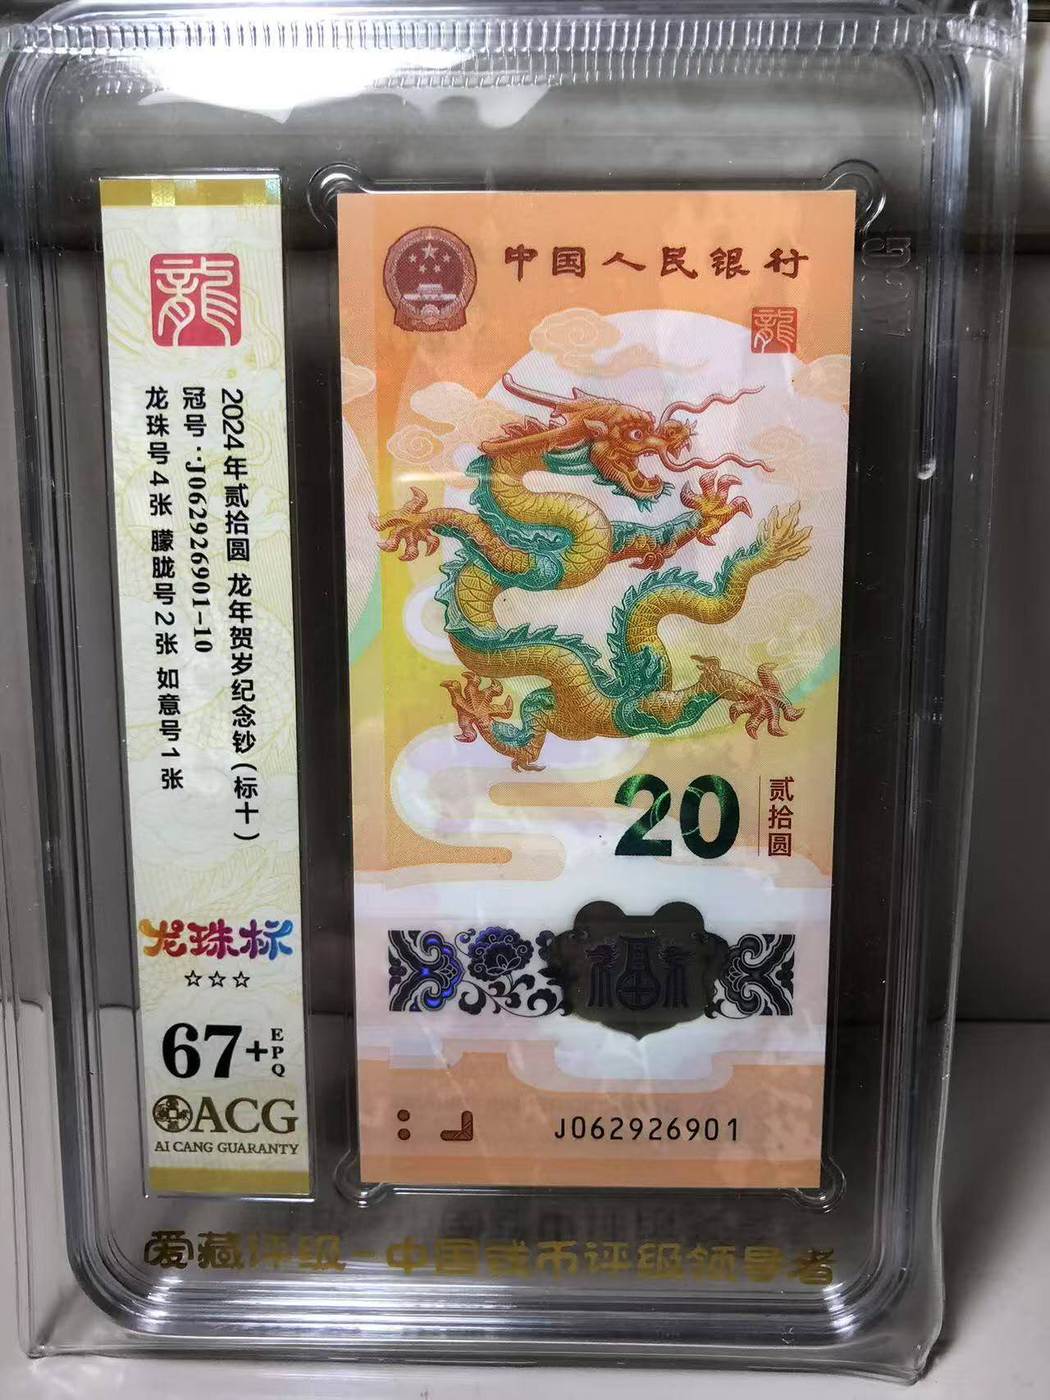 中国人民银行
龍
20
贰拾圆
福
J062926901
龍
2024年贰拾圆 龙年贺岁纪念钞(标十)
冠号:J062926901-10
龙珠号4张 朦胧号2张 如意号1张
龙珠标
☆☆☆
67+EPQ
ACG
AI CANG GUARANTY
爱藏评级-中国钱币评级领导者